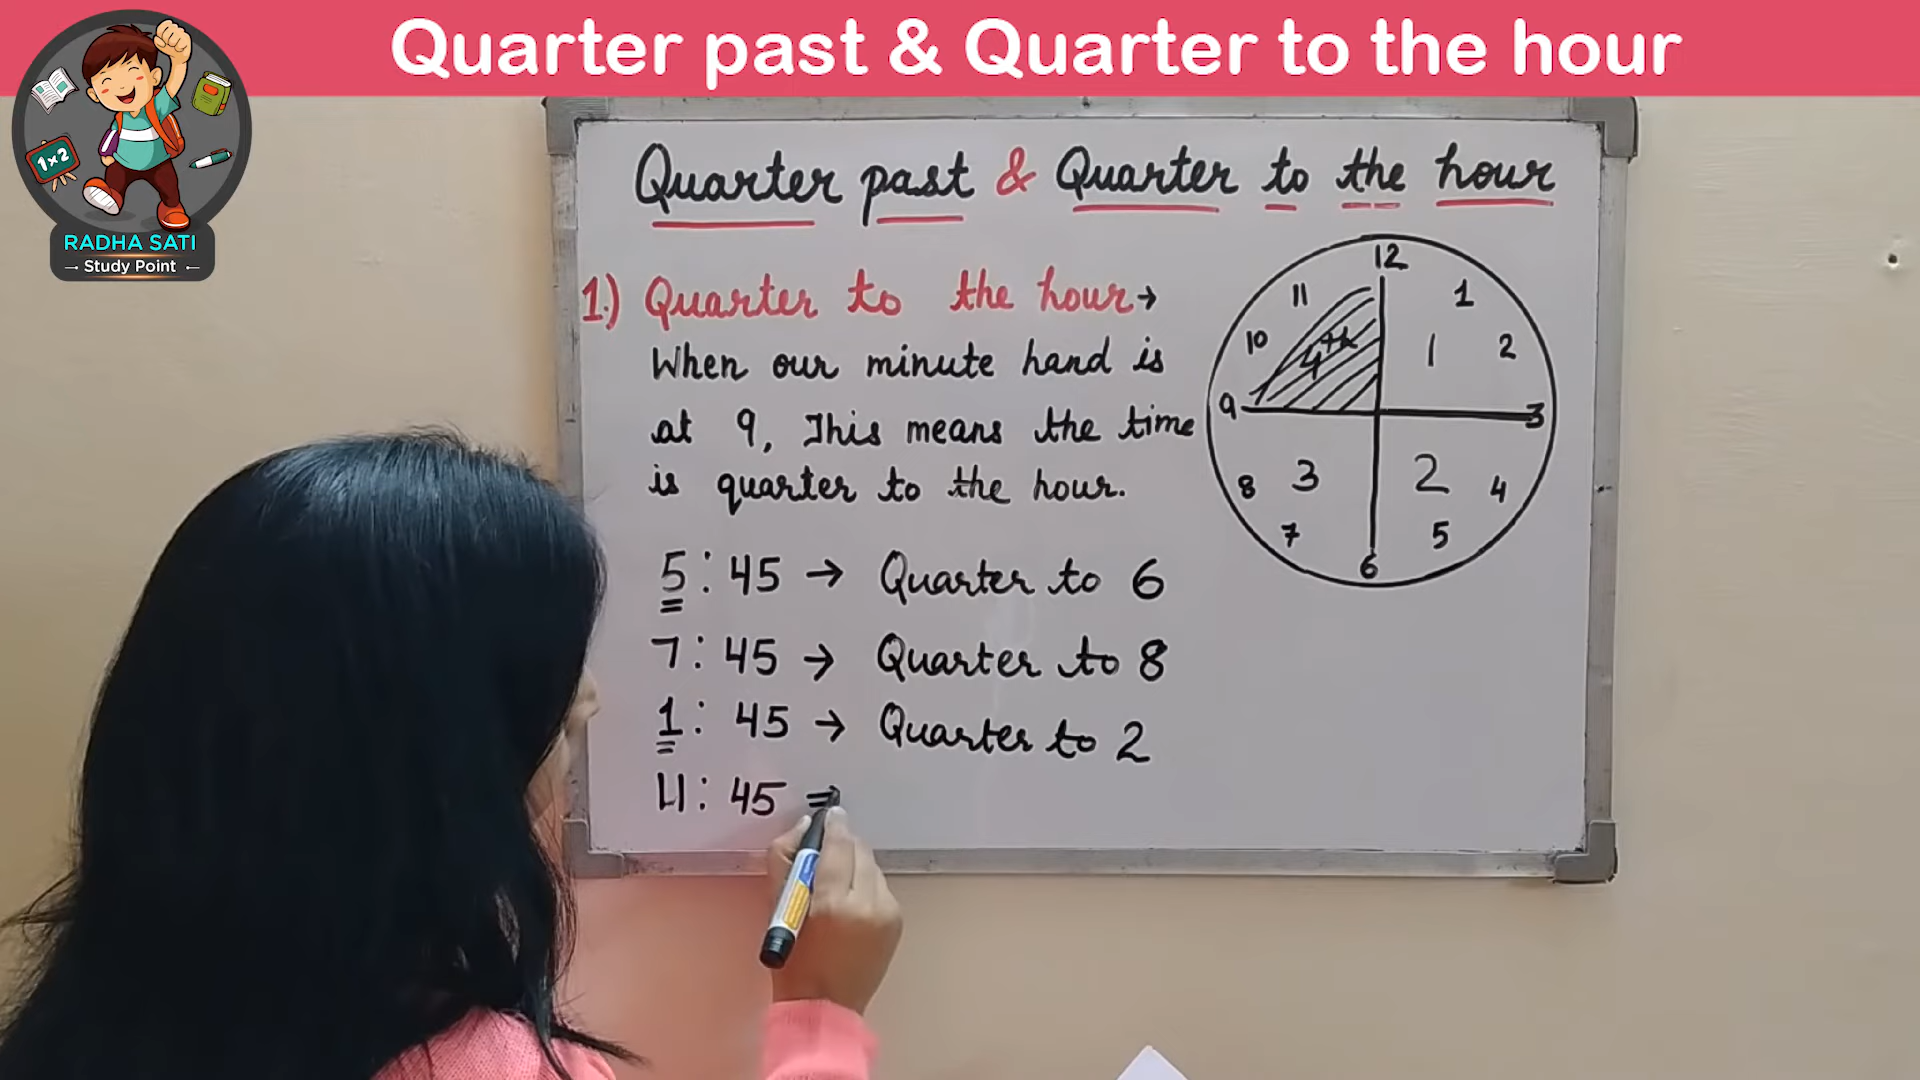 Quarter past & Quarter to the hour
1x2
RADHA SATI
Study Point
Quarter past & Quarter to the hour
1.) Quarter to the hour→
When our minute hand is
at 9, This means the time
is quarter to the hour.
5:45 → Quarter to 6
7:45 → Quarter to 8
1:45 → Quarter to 2
11:45 →
12
11
1
10
4th
1
2
9
3
8
3
2
4
7
5
6